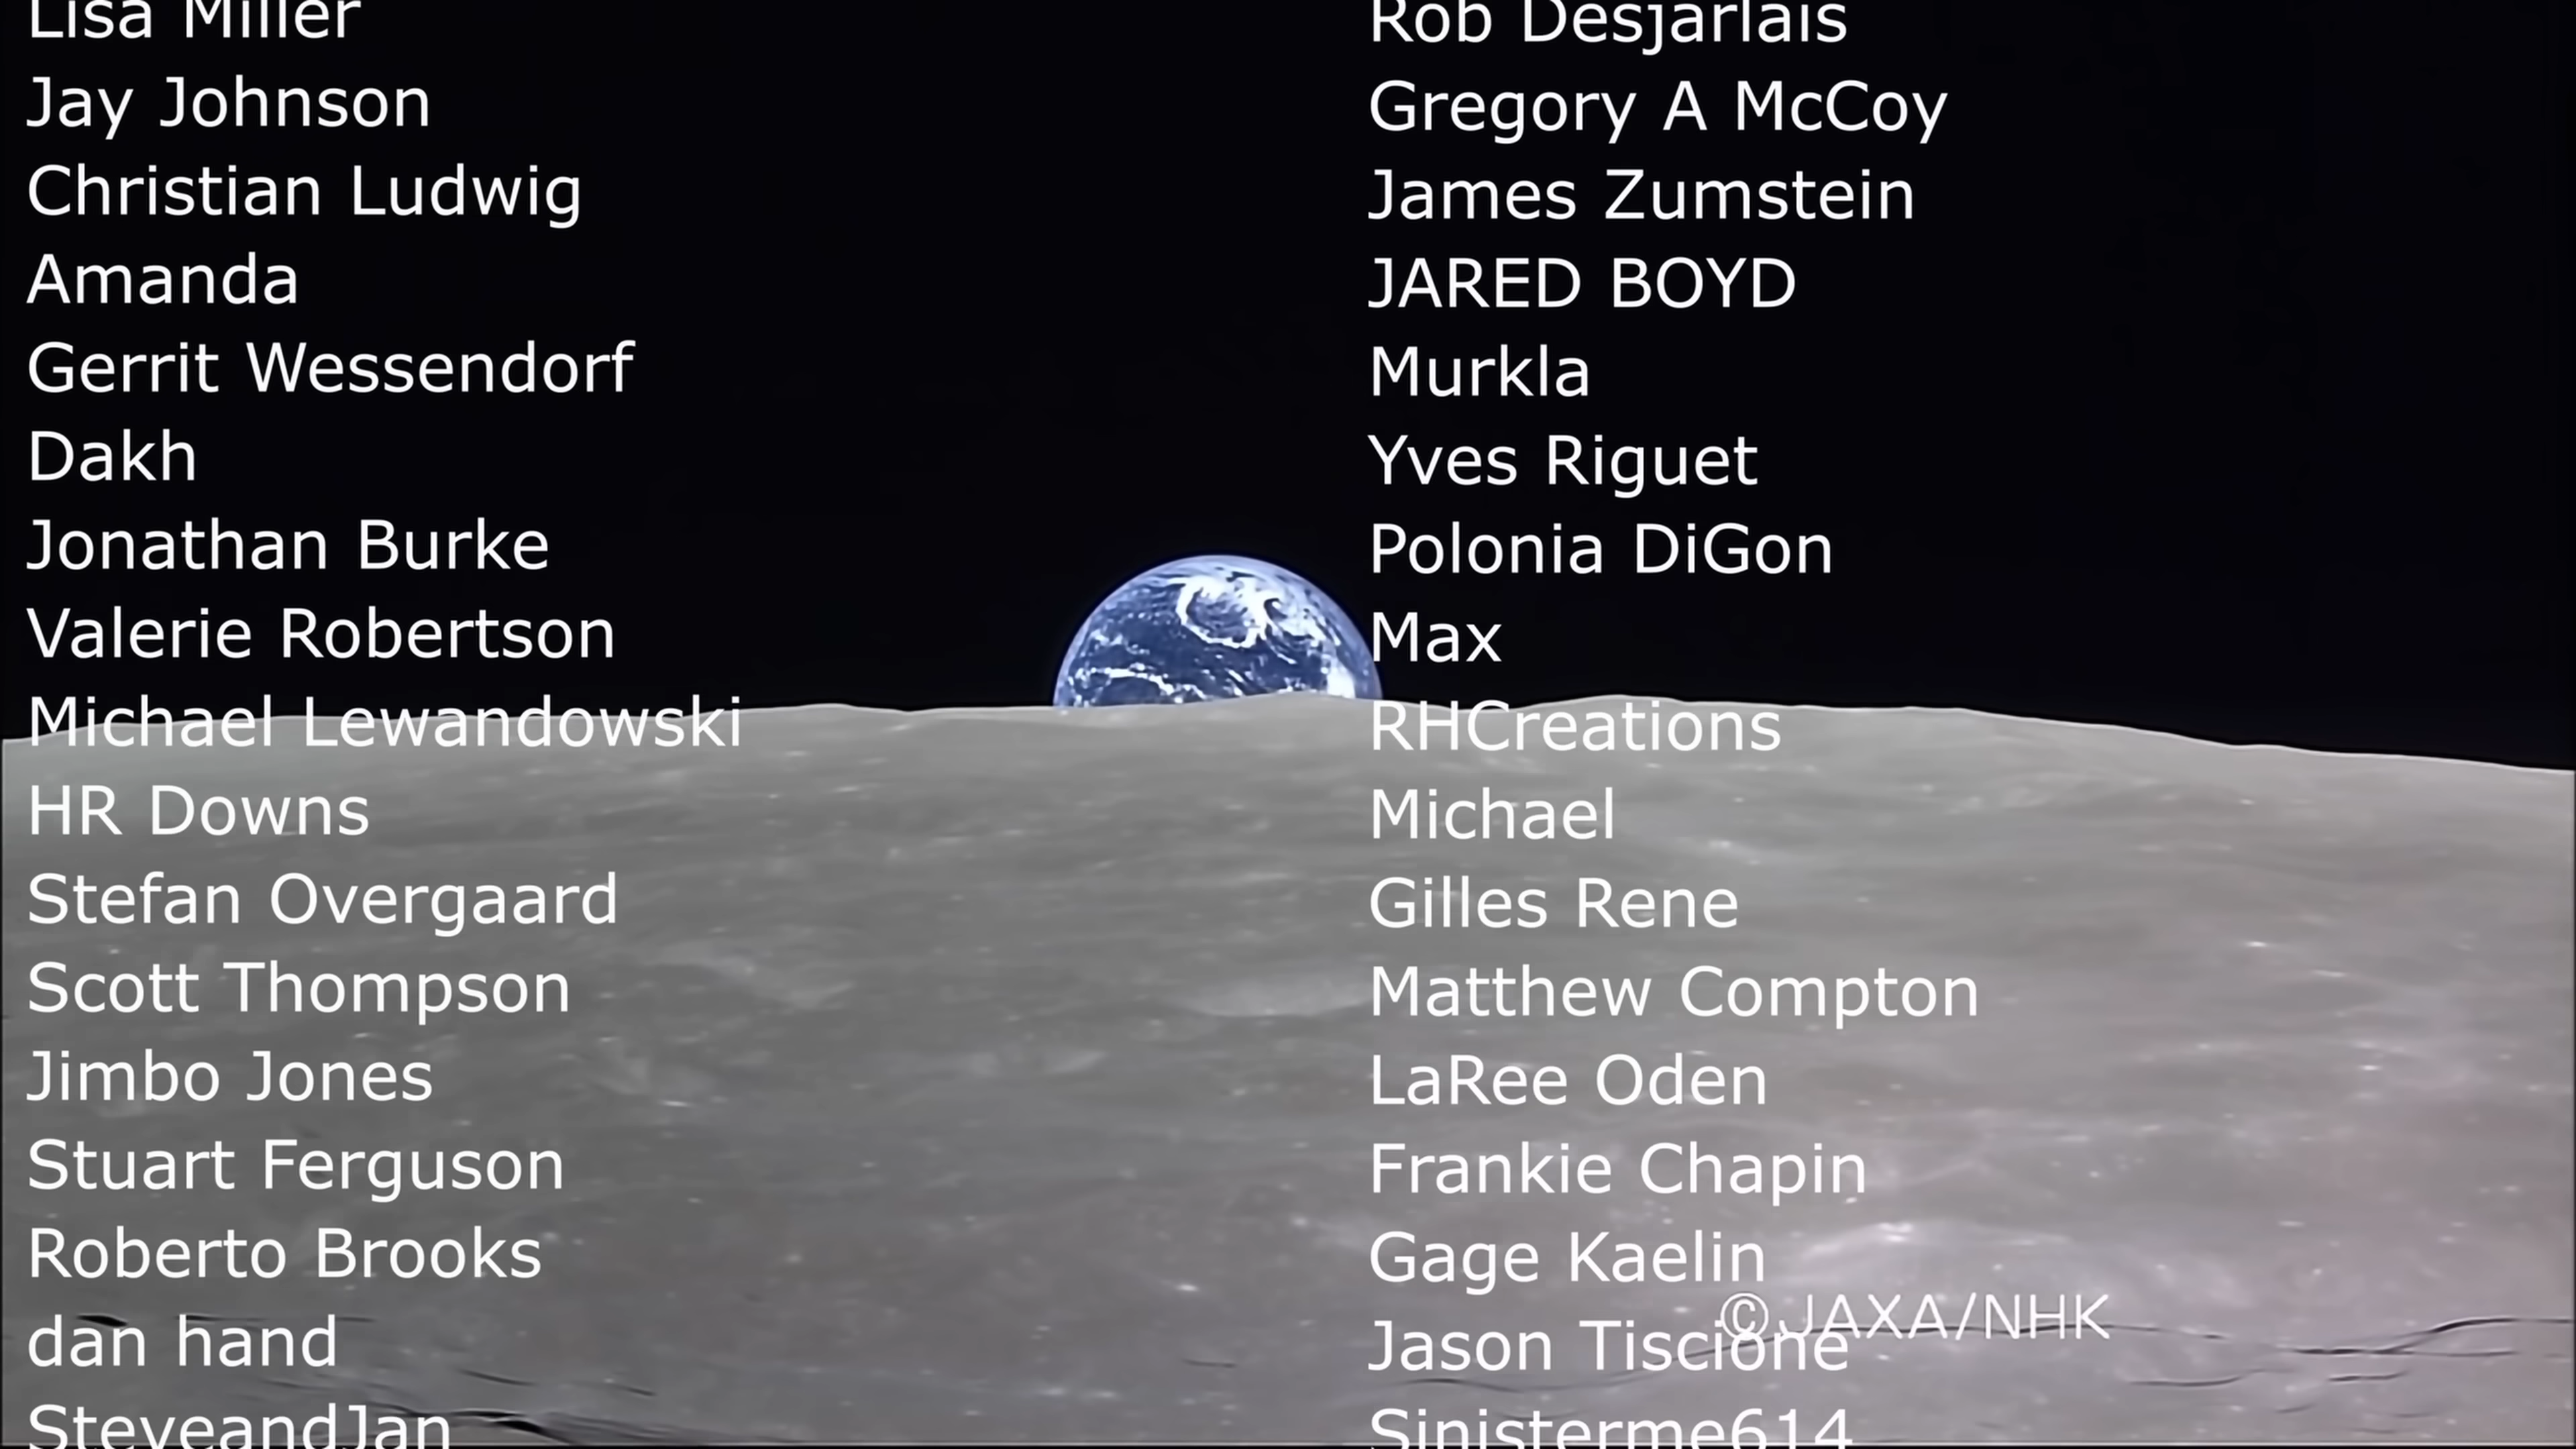 Lisa Miller
Jay Johnson
Christian Ludwig
Amanda
Gerrit Wessendorf
Dakh
Jonathan Burke
Valerie Robertson
Michael Lewandowski
HR Downs
Stefan Overgaard
Scott Thompson
Jimbo Jones
Stuart Ferguson
Roberto Brooks
dan hand
SteveandJan
Rob Desjarlais
Gregory A McCoy
James Zumstein
JARED BOYD
Murkla
Yves Riguet
Polonia DiGon
Max
RHCreations
Michael
Gilles Rene
Matthew Compton
LaRee Oden
Frankie Chapin
Gage Kaelin
©JAXA/NHK
Jason Tiscione
Sinisterme614